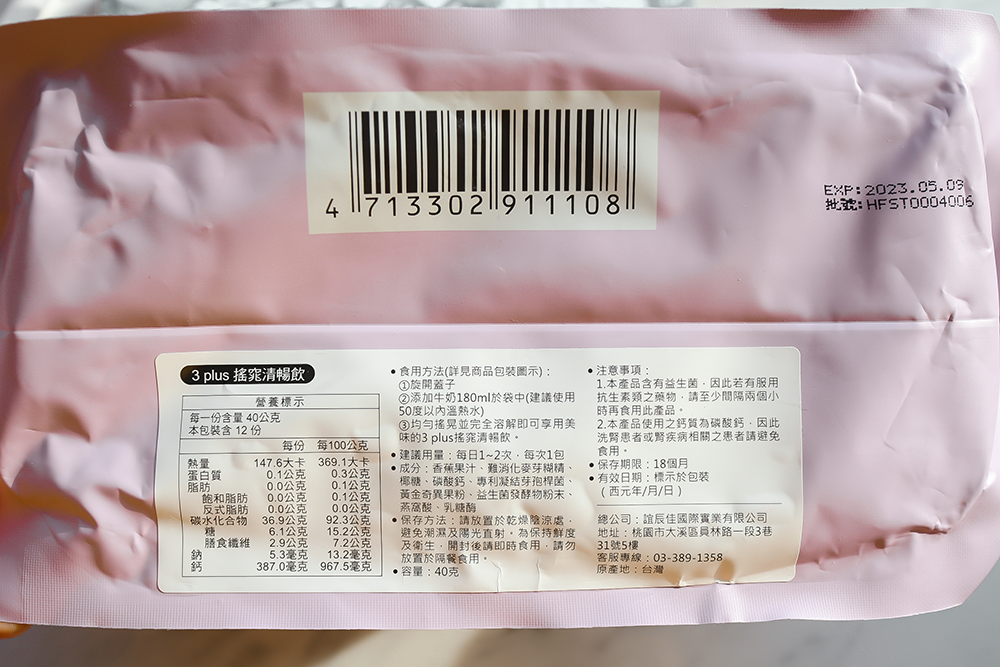 4 713302 911108
EXP:2023.05.09
批號:HFST0004006
3 plus 搖窕清暢飲
營養標示
每一份含量 40公克
本包裝含 12 份
每份 每100公克
熱量 147.6大卡 369.1大卡
蛋白質 0.1公克 0.3公克
脂肪 0.0公克 0.1公克
飽和脂肪 0.0公克 0.1公克
反式脂肪 0.0公克 0.0公克
碳水化合物 36.9公克 92.3公克
糖 6.1公克 15.2公克
膳食纖維 2.9公克 7.2公克
鈉 5.3毫克 13.2毫克
鈣 387.0毫克 967.5毫克
•食用方法(詳見商品包裝圖示)：
①旋開蓋子
②添加牛奶180ml於袋中(建議使用
50度以內溫熱水)
③均勻搖晃並完全溶解即可享用美
味的3 plus搖窕清暢飲。
•建議用量：每日1~2次，每次1包
•成分：香蕉果汁、難消化麥芽糊精、
椰糖、碳酸鈣、專利凝結芽孢桿菌、
黃金奇異果粉、益生菌發酵物粉末、
燕窩酸、乳糖酶
•保存方法：請放置於乾燥陰涼處，
避免潮濕及陽光直射。為保持鮮度
及衛生，開封後請即時食用，請勿
放置於隔餐食用。
•容量：40克
•注意事項：
1.本產品含有益生菌，因此若有服用
抗生素類之藥物，請至少間隔兩個小
時再食用此產品。
2.本產品使用之鈣質為碳酸鈣，因此
洗腎患者或腎疾病相關之患者請避免
食用。
•保存期限：18個月
•有效日期：標示於包裝
(西元年/月/日)
總公司：誼辰佳國際實業有限公司
地址：桃園市大溪區員林路一段3巷
31號5樓
客服專線：03-389-1358
原產地：台灣